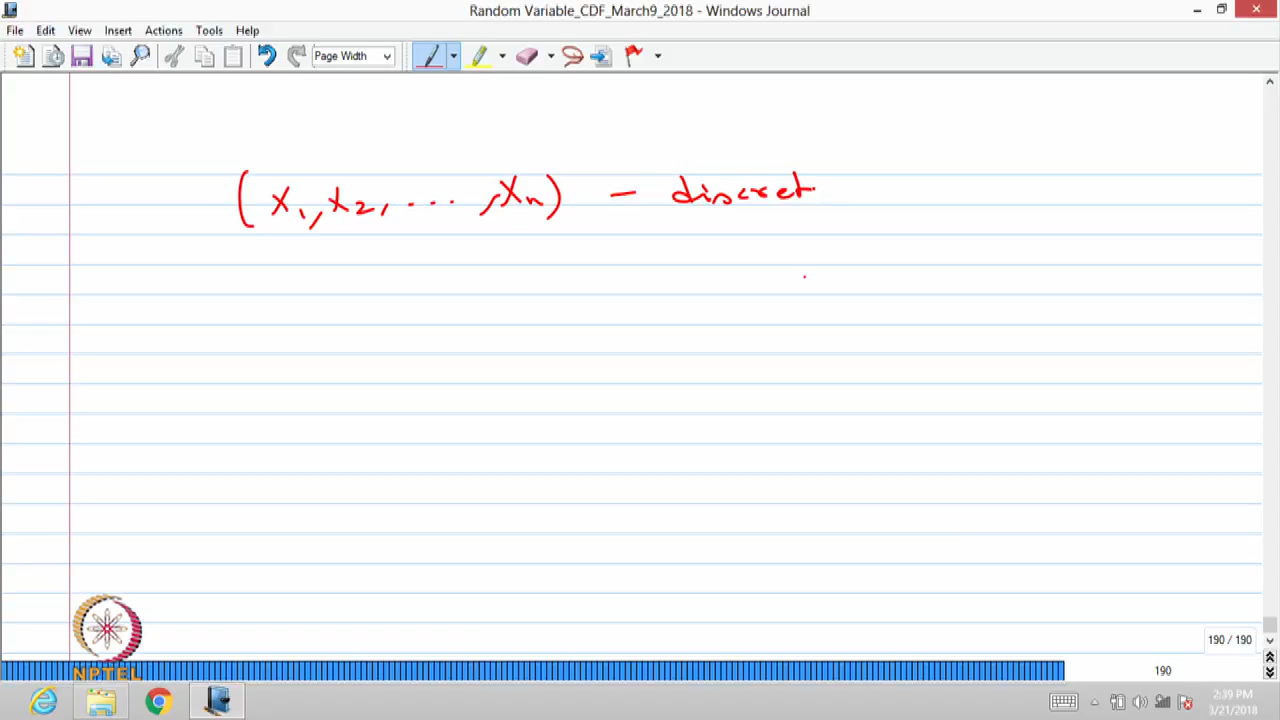 Random Variable_CDF_March9_2018 - Windows Journal
File Edit View Insert Actions Tools Help
Page Width
(X1, X2, ... , Xn) - discret
190 / 190
NPTEL
190
2:39 PM
3/21/2018